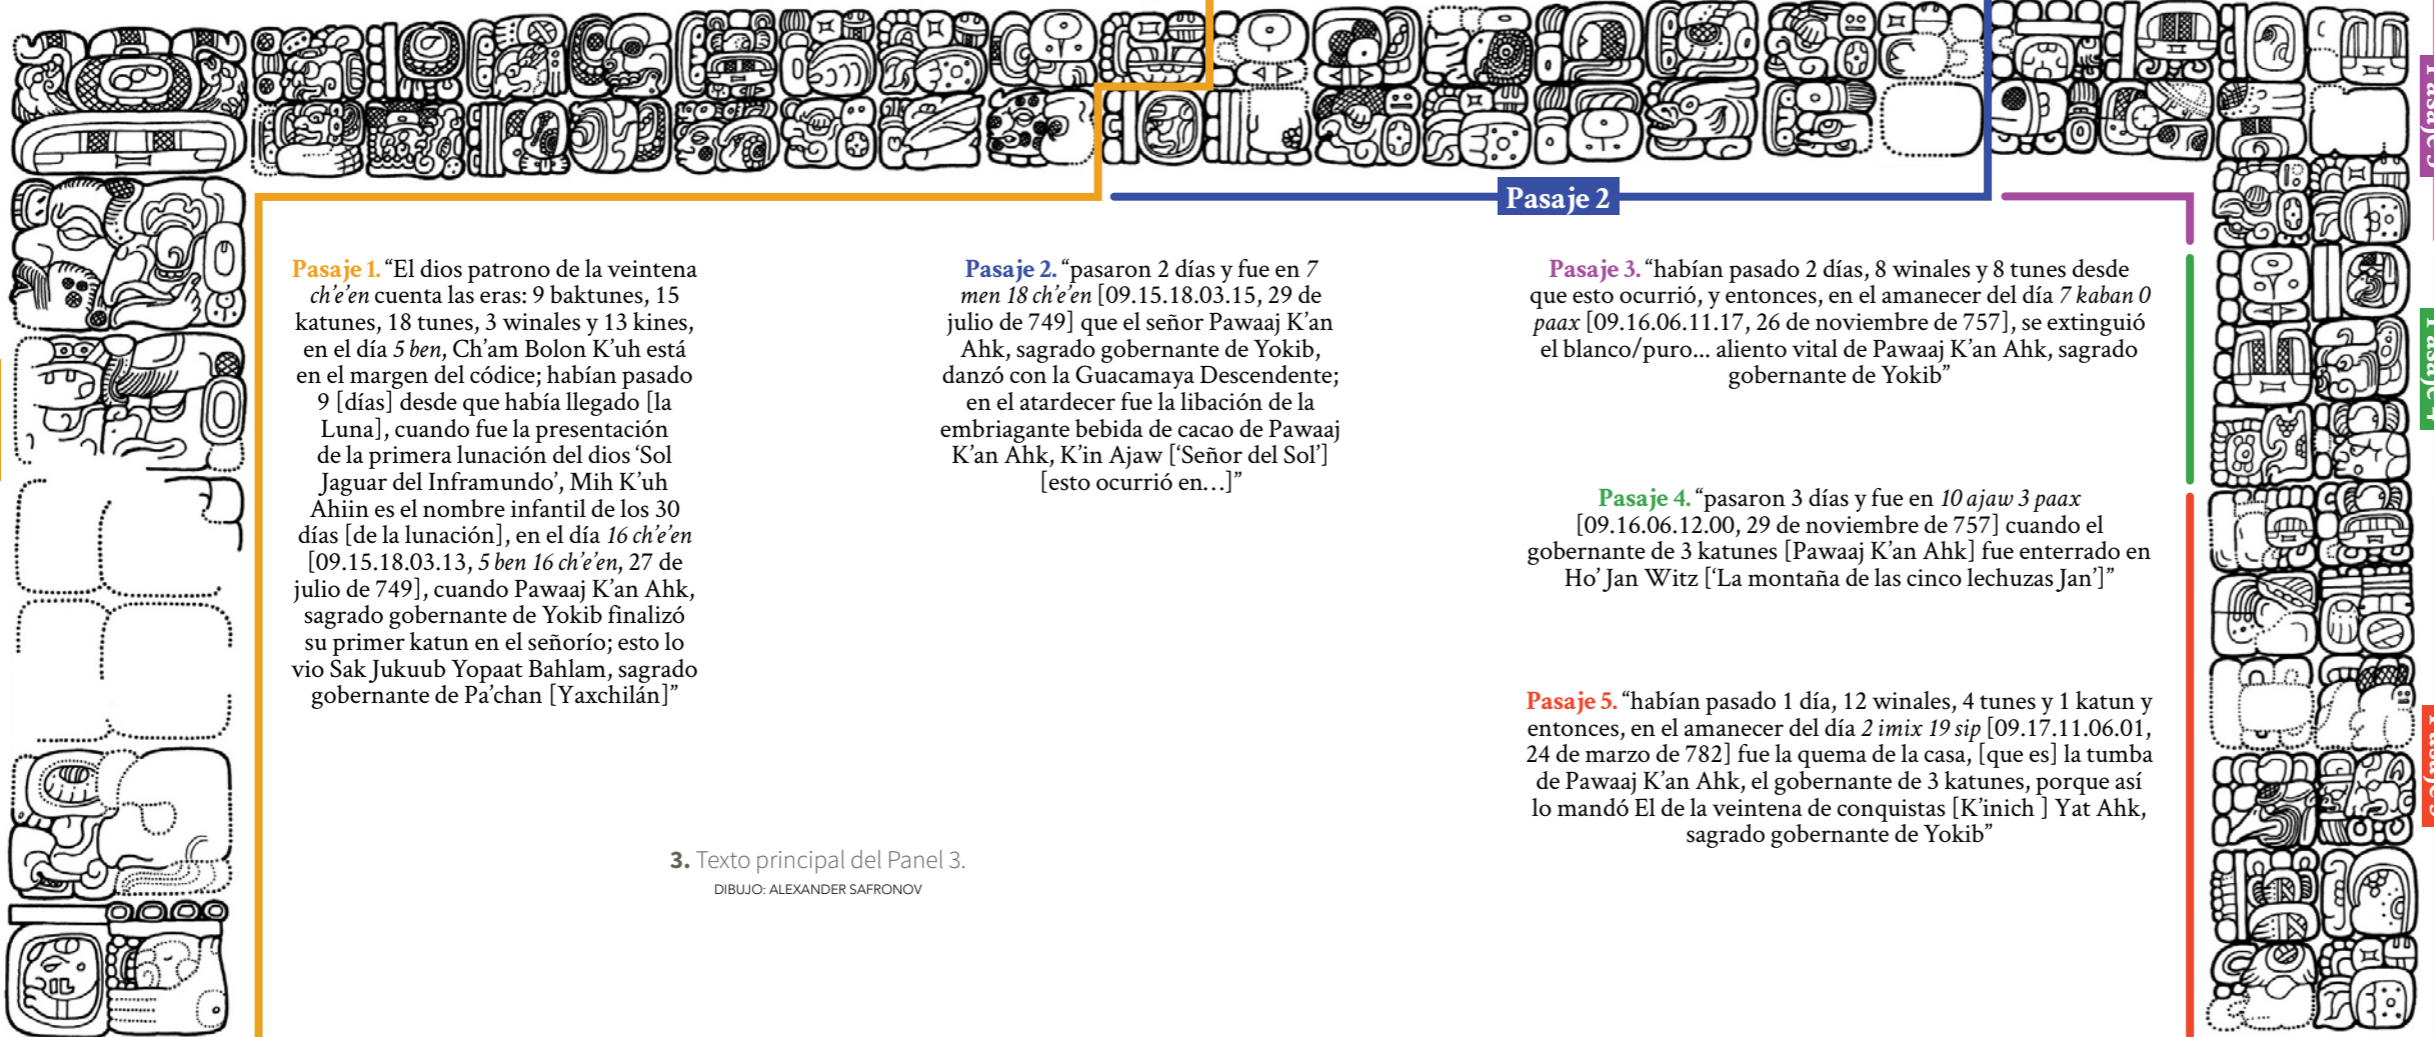 Pasaje 2
Pasaje 1. “El dios patrono de la veintena
ch’e’en cuenta las eras: 9 baktunes, 15
katunes, 18 tunes, 3 winales y 13 kines,
en el día 5 ben, Ch’am Bolon K’uh está
en el margen del códice; habían pasado
9 [días] desde que había llegado [la
Luna], cuando fue la presentación
de la primera lunación del dios ‘Sol
Jaguar del Inframundo’, Mih K’uh
Ahiin es el nombre infantil de los 30
días [de la lunación], en el día 16 ch’e’en
[09.15.18.03.13, 5 ben 16 ch’e’en, 27 de
julio de 749], cuando Pawaaj K’an Ahk,
sagrado gobernante de Yokib finalizó
su primer katun en el señorío; esto lo
vio Sak Jukuub Yopaat Bahlam, sagrado
gobernante de Pa’chan [Yaxchilán]”
Pasaje 2. “pasaron 2 días y fue en 7
men 18 ch’e’en [09.15.18.03.15, 29 de
julio de 749] que el señor Pawaaj K’an
Ahk, sagrado gobernante de Yokib,
danzó con la Guacamaya Descendente;
en el atardecer fue la libación de la
embriagante bebida de cacao de Pawaaj
K’an Ahk, K’in Ajaw [‘Señor del Sol’]
[esto ocurrió en…]”
Pasaje 3. “habían pasado 2 días, 8 winales y 8 tunes desde
que esto ocurrió, y entonces, en el amanecer del día 7 kaban 0
paax [09.16.06.11.17, 26 de noviembre de 757], se extinguió
el blanco/puro... aliento vital de Pawaaj K’an Ahk, sagrado
gobernante de Yokib”
Pasaje 4. “pasaron 3 días y fue en 10 ajaw 3 paax
[09.16.06.12.00, 29 de noviembre de 757] cuando el
gobernante de 3 katunes [Pawaaj K’an Ahk] fue enterrado en
Ho’ Jan Witz [‘La montaña de las cinco lechuzas Jan’]”
Pasaje 5. “habían pasado 1 día, 12 winales, 4 tunes y 1 katun y
entonces, en el amanecer del día 2 imix 19 sip [09.17.11.06.01,
24 de marzo de 782] fue la quema de la casa, [que es] la tumba
de Pawaaj K’an Ahk, el gobernante de 3 katunes, porque así
lo mandó El de la veintena de conquistas [K’inich ] Yat Ahk,
sagrado gobernante de Yokib”
3. Texto principal del Panel 3.
DIBUJO: ALEXANDER SAFRONOV